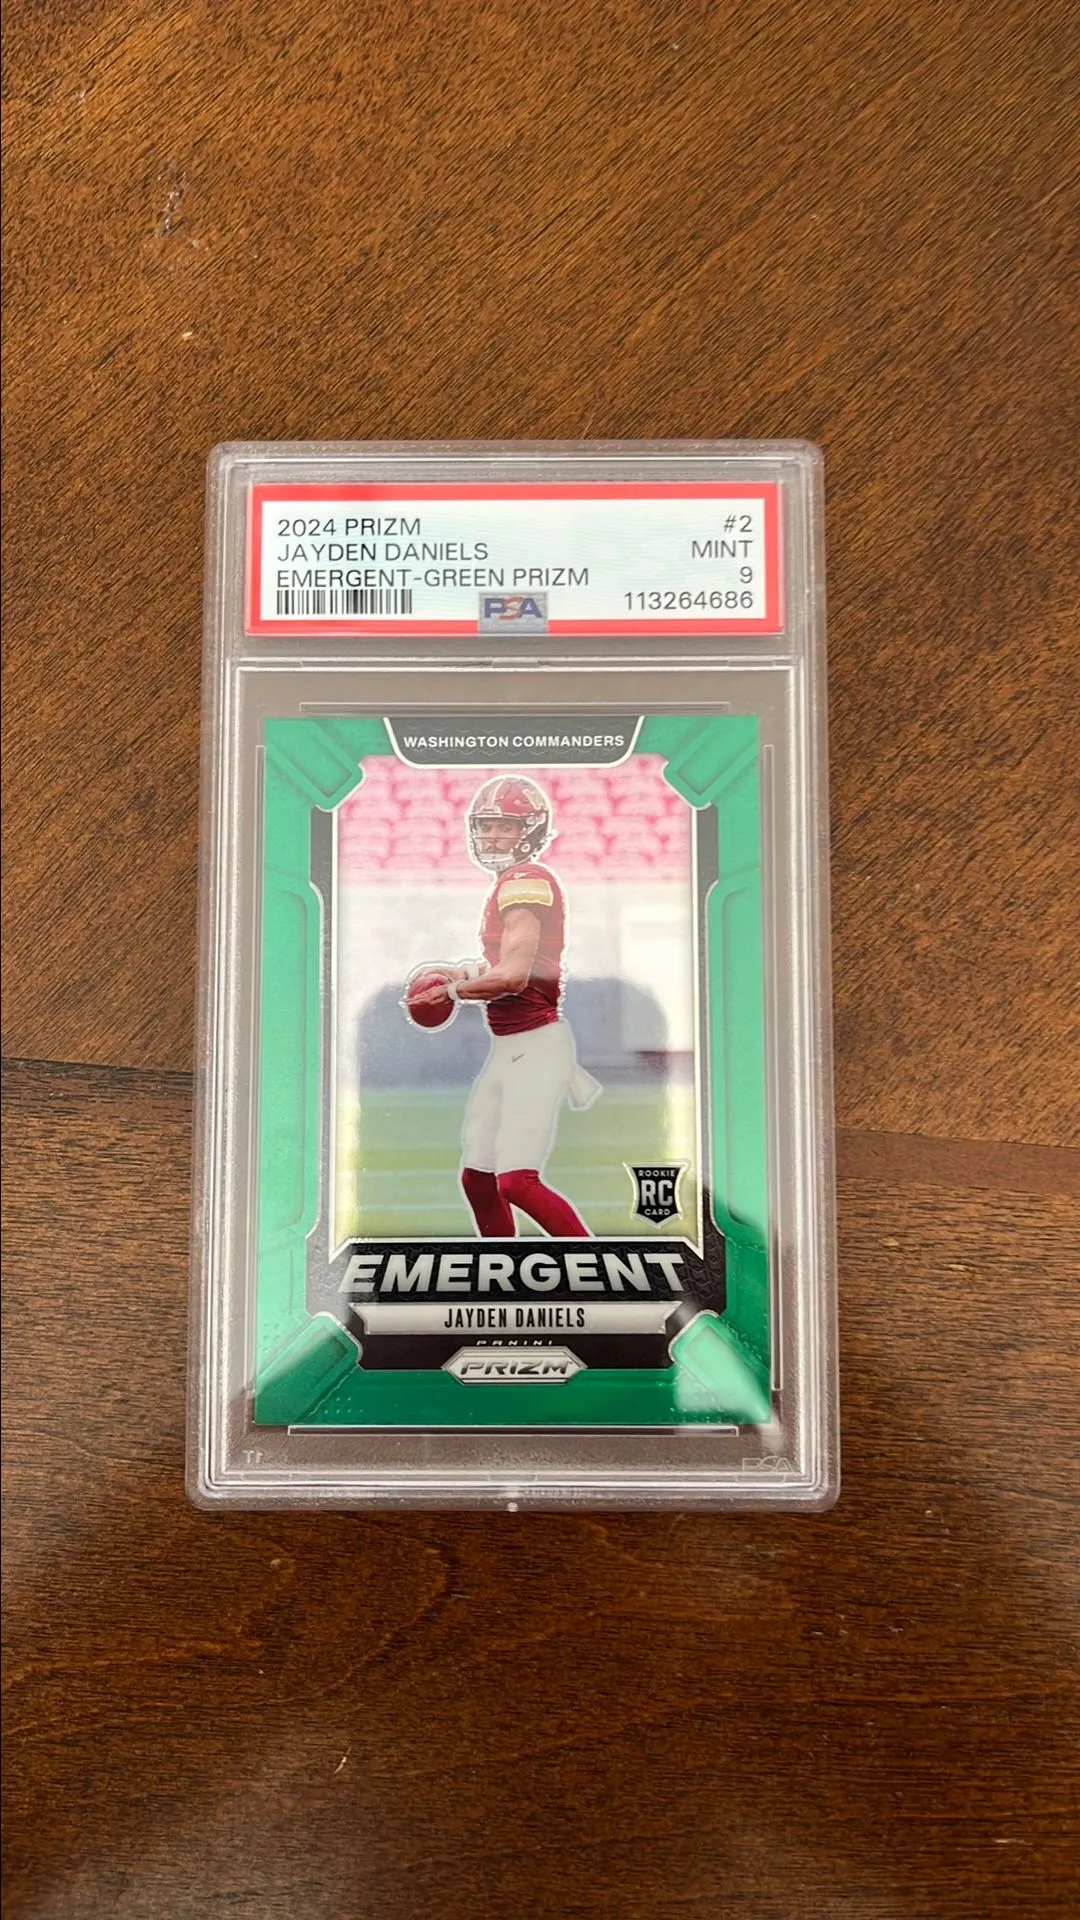 2024 PRIZM #2
JAYDEN DANIELS MINT
EMERGENT-GREEN PRIZM 9
PSA 113264686
WASHINGTON COMMANDERS
ROOKIE
RC
CARD
EMERGENT
JAYDEN DANIELS
PANINI
PRIZM
PSA